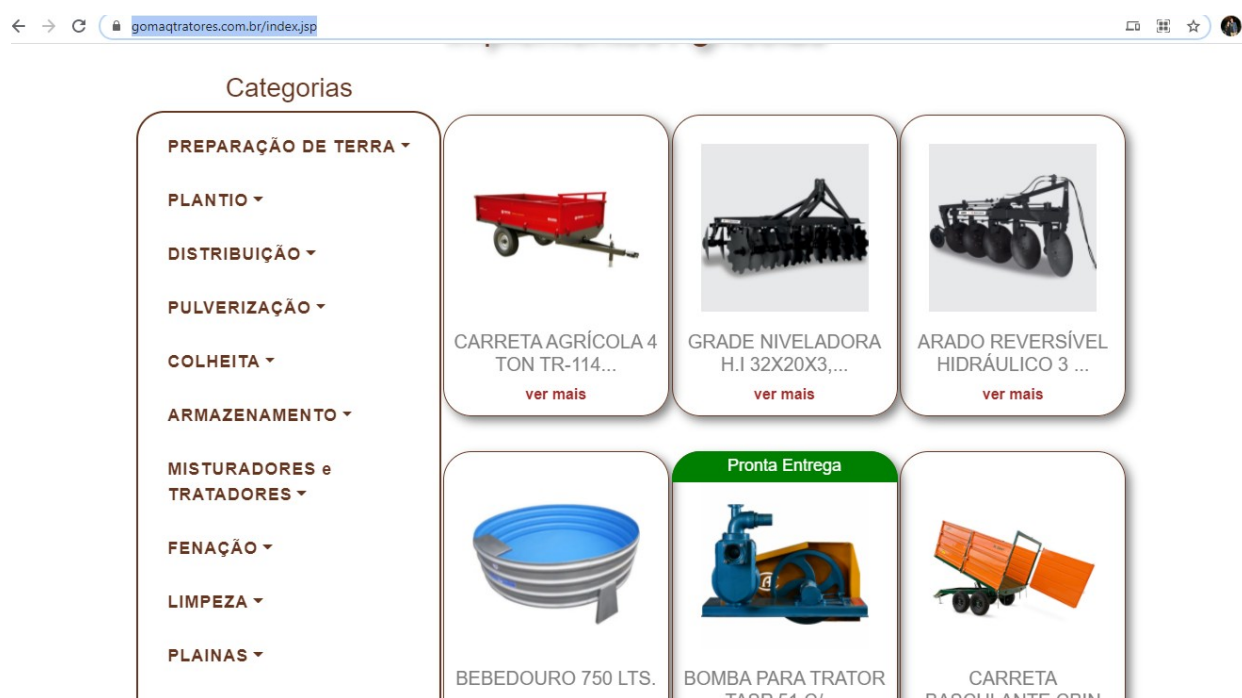 gomaqtratores.com.br/index.jsp
Categorias
PREPARAÇÃO DE TERRA
PLANTIO
DISTRIBUIÇÃO
PULVERIZAÇÃO
COLHEITA
ARMAZENAMENTO
MISTURADORES e
TRATADORES
FENAÇÃO
LIMPEZA
PLAINAS
CARRETA AGRÍCOLA 4
TON TR-114...
ver mais
GRADE NIVELADORA
H.I 32X20X3,...
ver mais
ARADO REVERSÍVEL
HIDRÁULICO 3 ...
ver mais
BEBEDOURO 750 LTS.
Pronta Entrega
BOMBA PARA TRATOR
CARRETA